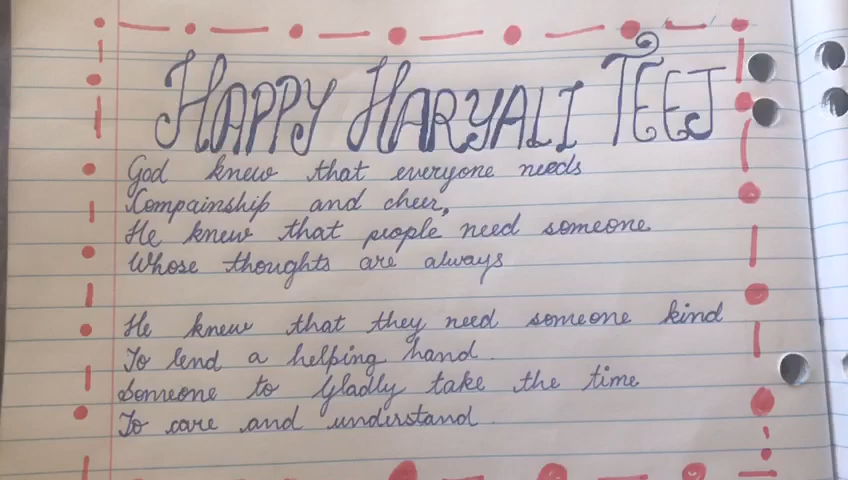 HAPPY HARYALI TEEJ
God knew that everyone needs
Compainship and cheer,
He knew that people need someone
Whose thoughts are always
He knew that they need someone kind
To lend a helping hand.
Someone to gladly take the time
To care and understand.